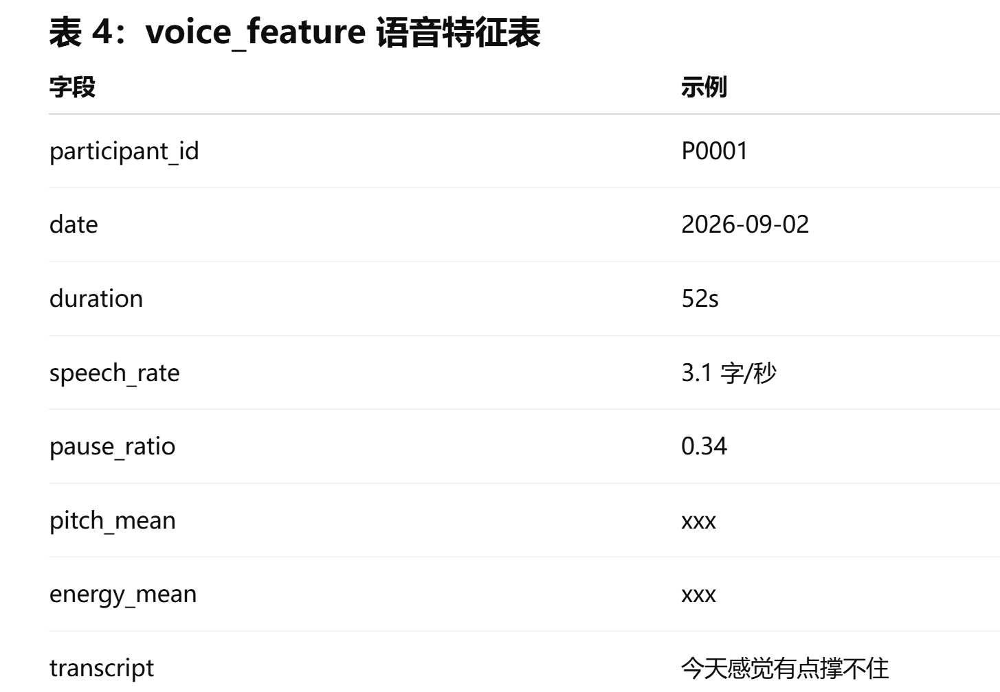 表 4：voice_feature 语音特征表
字段 示例
participant_id P0001
date 2026-09-02
duration 52s
speech_rate 3.1 字/秒
pause_ratio 0.34
pitch_mean xxx
energy_mean xxx
transcript 今天感觉有点撑不住